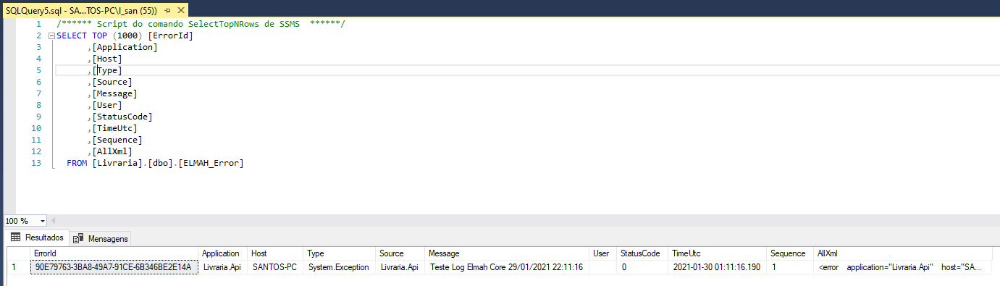 SQLQuery5.sql - SA...TOS-PC\l_san (55))
1 /****** Script do comando SelectTopNRows de SSMS ******/
2 SELECT TOP (1000) [ErrorId]
3 ,[Application]
4 ,[Host]
5 ,[Type]
6 ,[Source]
7 ,[Message]
8 ,[User]
9 ,[StatusCode]
10 ,[TimeUtc]
11 ,[Sequence]
12 ,[AllXml]
13 FROM [Livraria].[dbo].[ELMAH_Error]
100 %
Resultados Mensagens
ErrorId Application Host Type Source Message User StatusCode TimeUtc Sequence AllXml
1 90E79763-3BA8-49A7-91CE-6B346BE2E14A Livraria.Api SANTOS-PC System.Exception Livraria.Api Teste Log Elmah Core 29/01/2021 22:11:16 0 2021-01-30 01:11:16.190 1 <error application="Livraria.Api" host="SA...